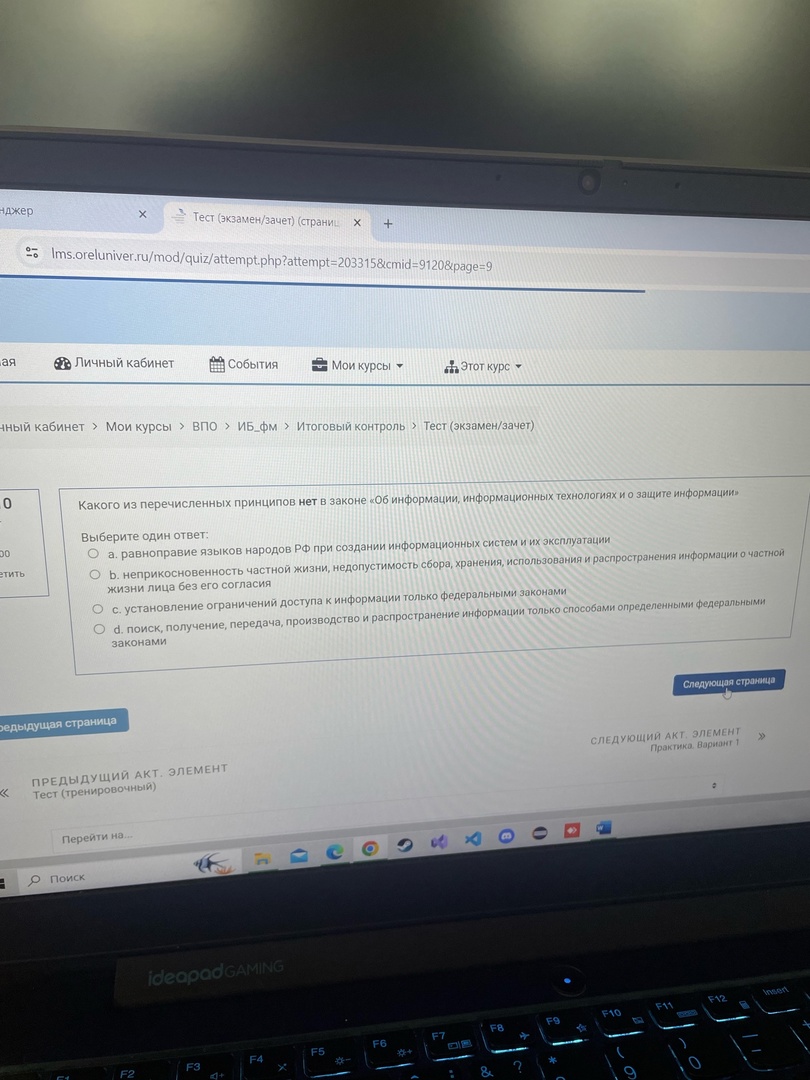 нджер
Тест (экзамен/зачет) (страниц
lms.oreluniver.ru/mod/quiz/attempt.php?attempt=203315&cmid=9120&page=9
ая Личный кабинет События Мои курсы Этот курс
чный кабинет > Мои курсы > ВПО > ИБ_фм > Итоговый контроль > Тест (экзамен/зачет)
0
00
етить
Какого из перечисленных принципов нет в законе «Об информации, информационных технологиях и о защите информации»
Выберите один ответ:
a. равноправие языков народов РФ при создании информационных систем и их эксплуатации
b. неприкосновенность частной жизни, недопустимость сбора, хранения, использования и распространения информации о частной
жизни лица без его согласия
c. установление ограничений доступа к информации только федеральными законами
d. поиск, получение, передача, производство и распространение информации только способами определенными федеральными
законами
Следующая страница
редыдущая страница
СЛЕДУЮЩИЙ АКТ. ЭЛЕМЕНТ
Практика. Вариант 1
ПРЕДЫДУЩИЙ АКТ. ЭЛЕМЕНТ
Тест (тренировочный)
Перейти на...
Поиск
ideapad GAMING
F1 F2 F3 F4 F5 F6 F7 F8 F9 F10 F11 F12 Insert
& ? * ( 9 ) 0